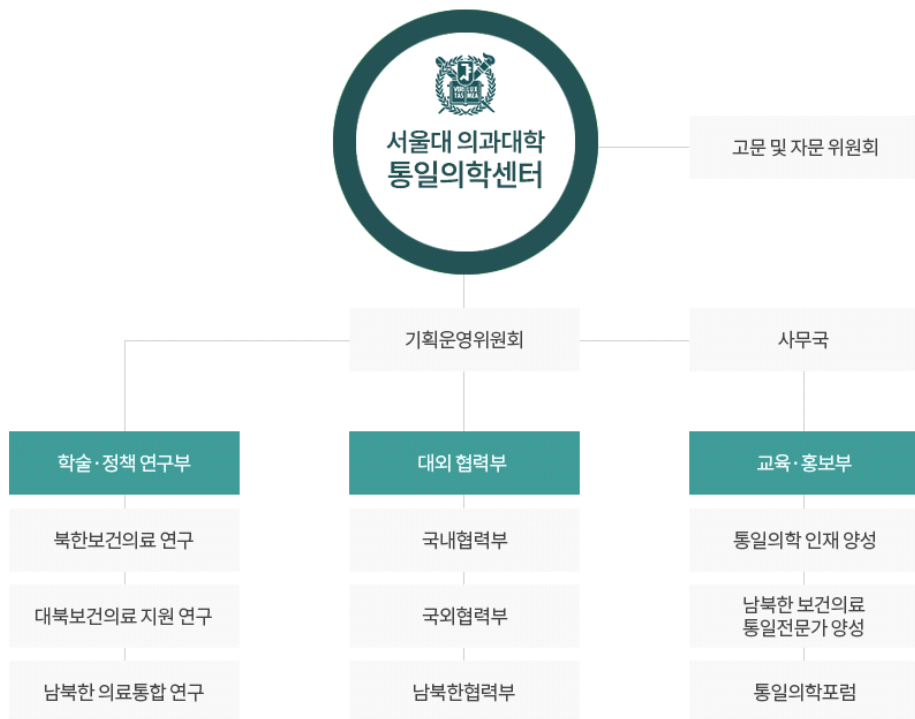 VERI LUX
TAS MEA
서울대 의과대학
통일의학센터
고문 및 자문 위원회
기획운영위원회
사무국
학술·정책 연구부
대외 협력부
교육·홍보부
북한보건의료 연구
국내협력부
통일의학 인재 양성
대북보건의료 지원 연구
국외협력부
남북한 보건의료
통일전문가 양성
남북한 의료통합 연구
남북한협력부
통일의학포럼